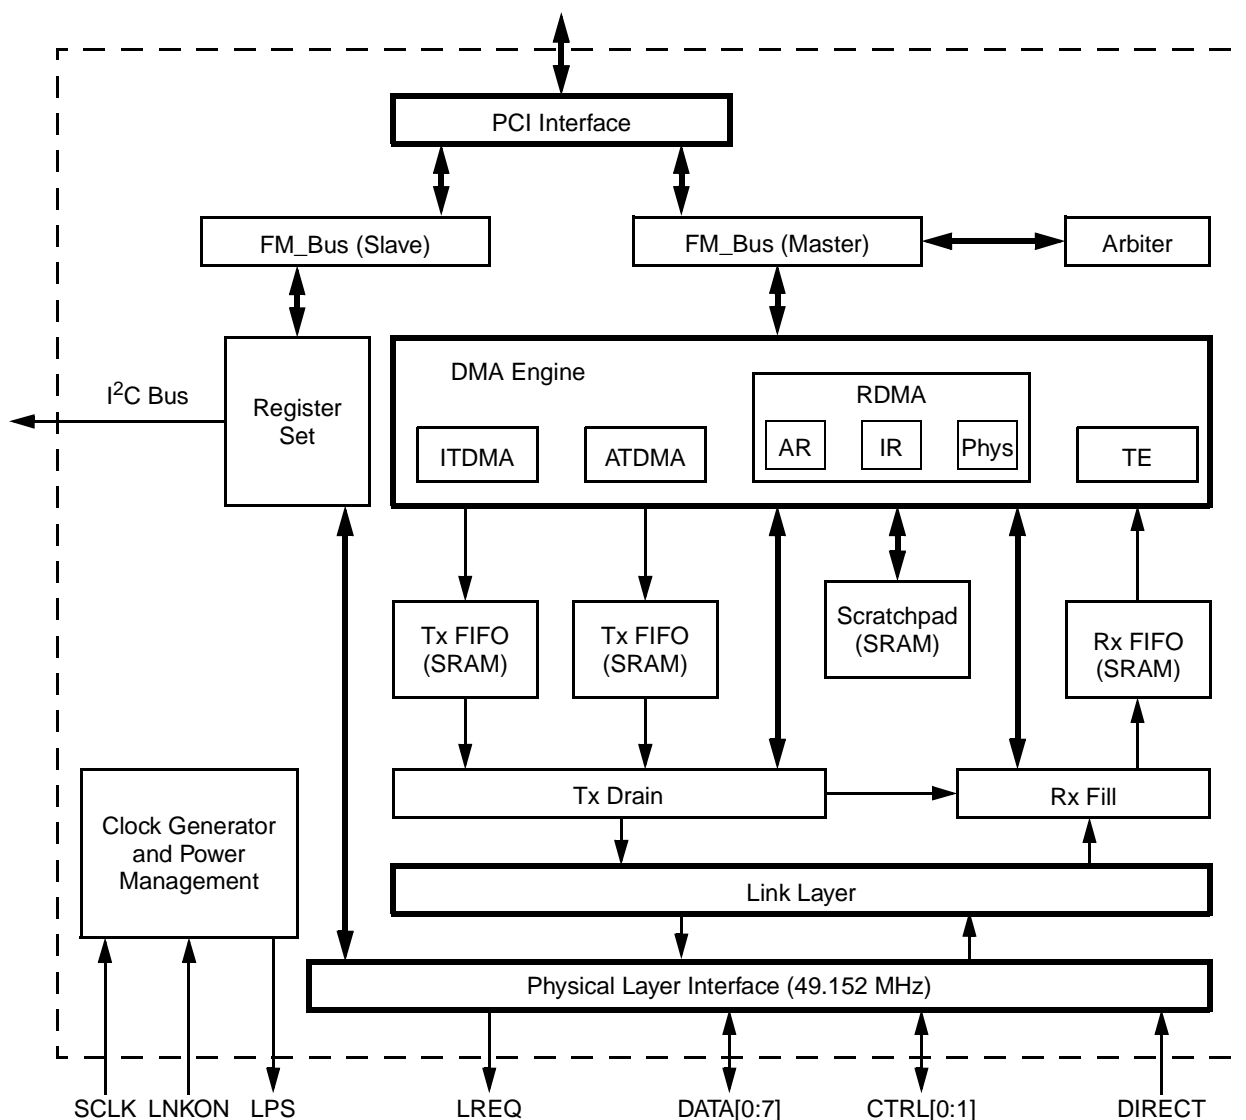 PCI Interface
FM_Bus (Slave)
FM_Bus (Master)
Arbiter
I2C Bus
Register
Set
DMA Engine
RDMA
ITDMA
ATDMA
AR
IR
Phys
TE
Tx FIFO
(SRAM)
Tx FIFO
(SRAM)
Scratchpad
(SRAM)
Rx FIFO
(SRAM)
Clock Generator
and Power
Management
Tx Drain
Rx Fill
Link Layer
Physical Layer Interface (49.152 MHz)
SCLK
LNKON
LPS
LREQ
DATA[0:7]
CTRL[0:1]
DIRECT